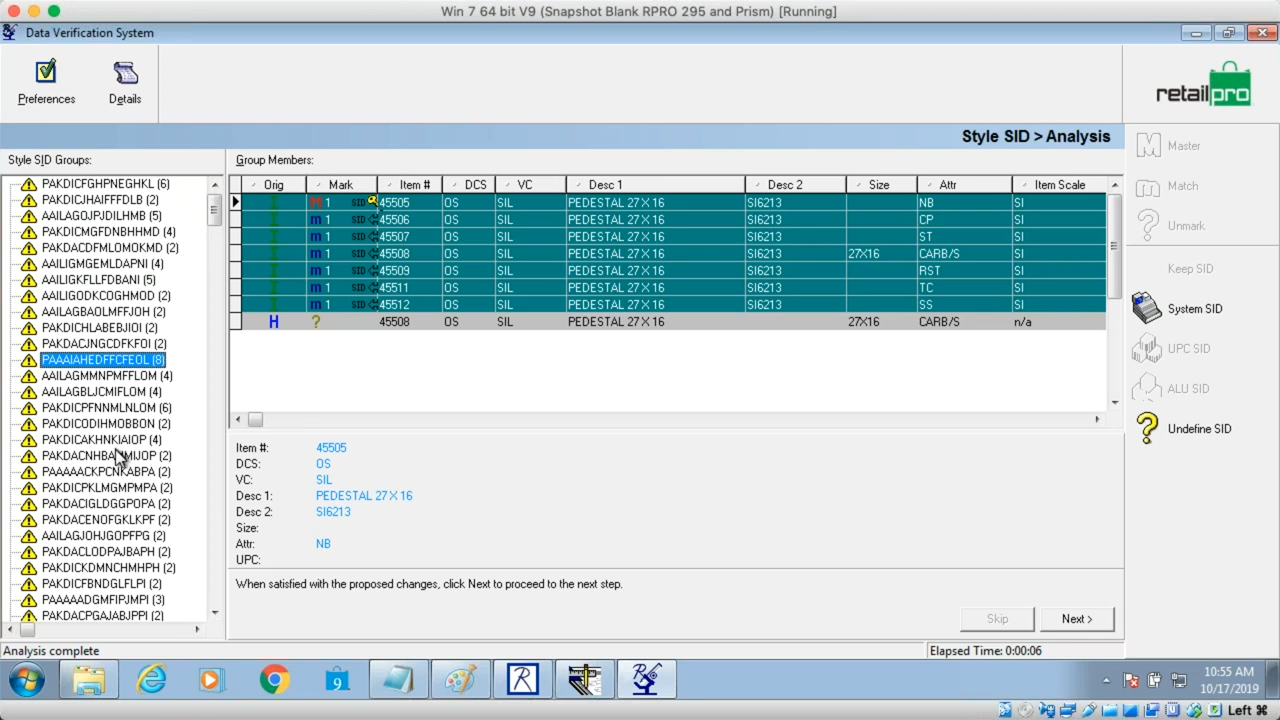 Win 7 64 bit V9 (Snapshot Blank RPRO 295 and Prism) [Running]
Data Verification System
Preferences
Details
retailpro
Style SID > Analysis
Style SID Groups:
PAKDICFGHPNEGHKL (6)
PAKDICJHAIFFFDLB (2)
AAILAGOJPJDILHMB (5)
PAKDICMGFDNBHHMD (4)
PAKDACDFMLOMOKMD (2)
AAILIGMGEMLDAPNI (4)
AAILIGKFLLFDBANI (5)
AAILIGODKCOGHMOD (2)
AAILAGBAOLMFFJOH (2)
PAKDICHLABEBJIOI (2)
PAKDACJNGCDFKFOI (2)
PAAAIAHEDFFCFEOL (8)
AAILAGMMNPMFFLOM (4)
AAILAGBLJCMIFLOM (4)
PAKDICPFNNMLNLOM (6)
PAKDICODIHMOBBON (2)
PAKDICAKHNKIAIOP (4)
PAAAAACKPCNKABPA (2)
PAKDICPKLMGMPMPA (2)
PAKDACIGLDGGPOPA (2)
PAKDACENOFGKLKPF (2)
AAILAGJOHJGOPFPG (2)
PAKDACLODPAJBAPH (2)
PAKDICKDMNCHMHPH (2)
PAKDICFBNDGLFLPI (2)
PAAAAADGMFIPJMPI (3)
PAKDACPGAJABJPPI (2)
Group Members:
Orig Mark Item # DCS VC Desc 1 Desc 2 Size Attr Item Scale
I M 1 SID 45505 OS SIL PEDESTAL 27 X 16 SI6213 NB SI
I m 1 SID 45506 OS SIL PEDESTAL 27 X 16 SI6213 CP SI
I m 1 SID 45507 OS SIL PEDESTAL 27 X 16 SI6213 ST SI
I m 1 SID 45508 OS SIL PEDESTAL 27 X 16 SI6213 27X16 CARB/S SI
I m 1 SID 45509 OS SIL PEDESTAL 27 X 16 SI6213 RST SI
I m 1 SID 45511 OS SIL PEDESTAL 27 X 16 SI6213 TC SI
I m 1 SID 45512 OS SIL PEDESTAL 27 X 16 SI6213 SS SI
H ? 45508 OS SIL PEDESTAL 27 X 16 27X16 CARB/S n/a
Item #: 45505
DCS: OS
VC: SIL
Desc 1: PEDESTAL 27 X 16
Desc 2: SI6213
Size:
Attr: NB
UPC:
When satisfied with the proposed changes, click Next to proceed to the next step.
Skip
Next >
Master
Match
Unmark
Keep SID
System SID
UPC SID
ALU SID
Undefine SID
Analysis complete
Elapsed Time: 0:00:06
10:55 AM
10/17/2019
Left ⌘